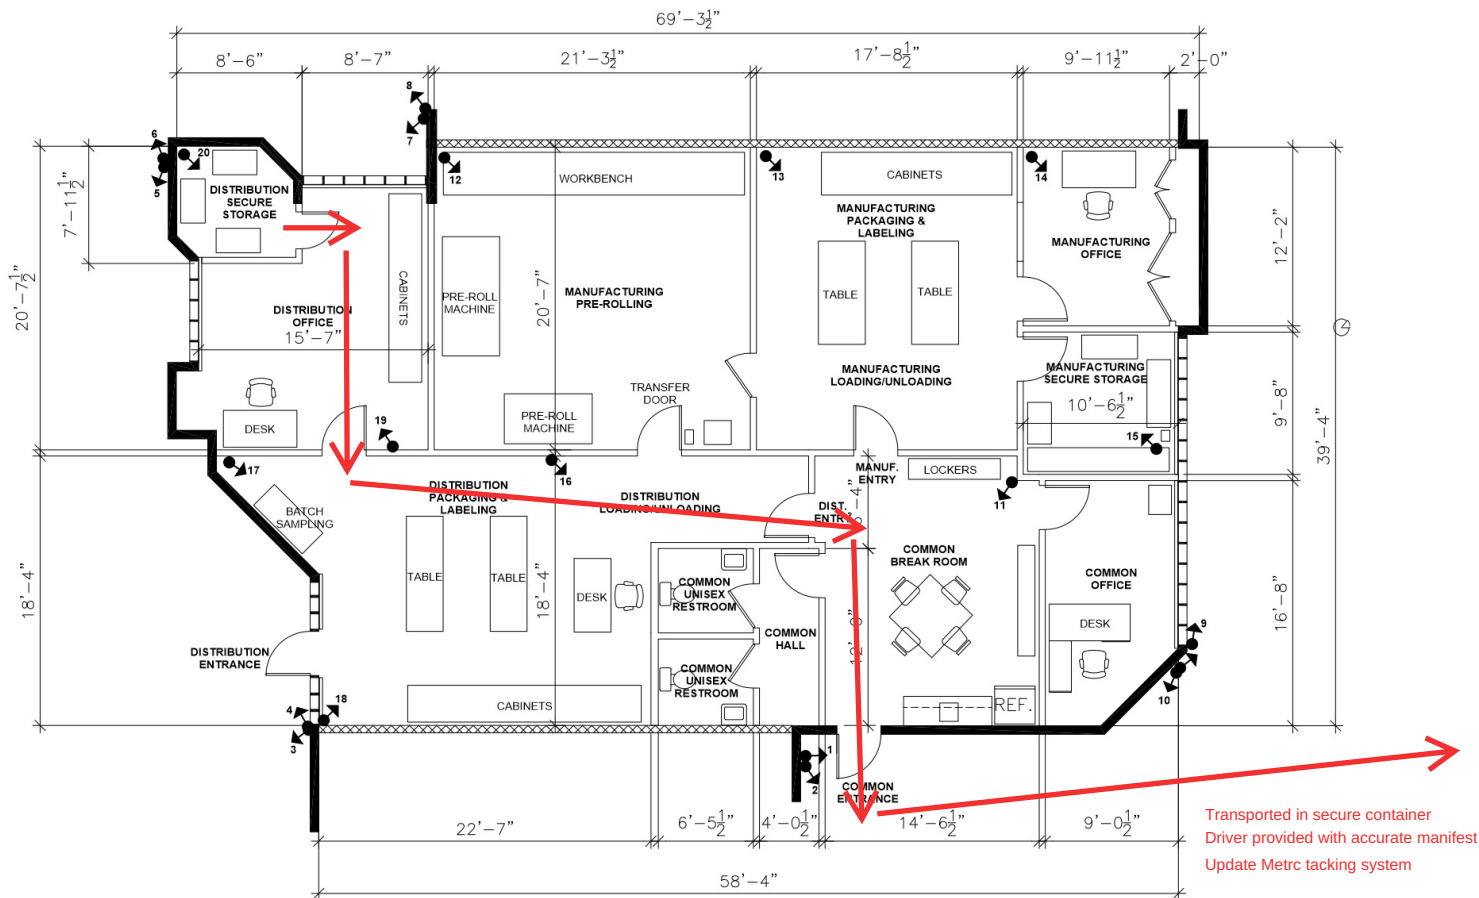 69'-3½"
8'-6"
8'-7"
21'-3½"
17'-8½"
9'-11½"
2'-0"
8
7
6
5
20
12
13
14
DISTRIBUTION
SECURE
STORAGE
WORKBENCH
CABINETS
MANUFACTURING
PACKAGING &
LABELING
MANUFACTURING
OFFICE
7'-11½"
12'-2"
20'-7½"
CABINETS
PRE-ROLL
MACHINE
20'-7"
MANUFACTURING
PRE-ROLLING
TABLE
TABLE
DISTRIBUTION
OFFICE
15'-7"
MANUFACTURING
LOADING/UNLOADING
MANUFACTURING
SECURE STORAGE
10'-6½"
9'-8"
39'-4"
TRANSFER
DOOR
PRE-ROLL
MACHINE
DESK
19
15
17
16
MANUF.
ENTRY
LOCKERS
11
DISTRIBUTION
PACKAGING &
LABELING
DISTRIBUTION
LOADING/UNLOADING
DIST.
ENTRY
BATCH
SAMPLING
COMMON
BREAK ROOM
COMMON
OFFICE
18'-4"
TABLE
TABLE
18'-4"
DESK
COMMON
UNISEX
RESTROOM
COMMON
HALL
COMMON
UNISEX
RESTROOM
DESK
16'-8"
DISTRIBUTION
ENTRANCE
CABINETS
REF.
18
4
3
9
10
1
2
COMMON
ENTRANCE
22'-7"
6'-5½"
4'-0½"
14'-6½"
9'-0½"
58'-4"
Transported in secure container
Driver provided with accurate manifest
Update Metrc tacking system